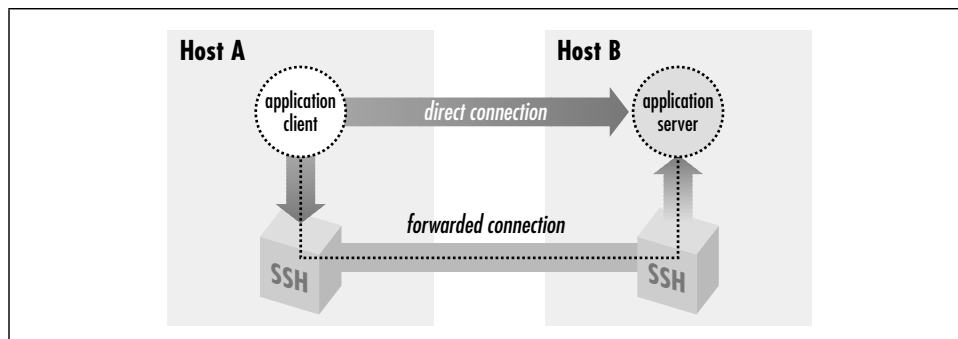 Host A
Host B
application
client
direct connection
application
server
forwarded connection
SSH
SSH